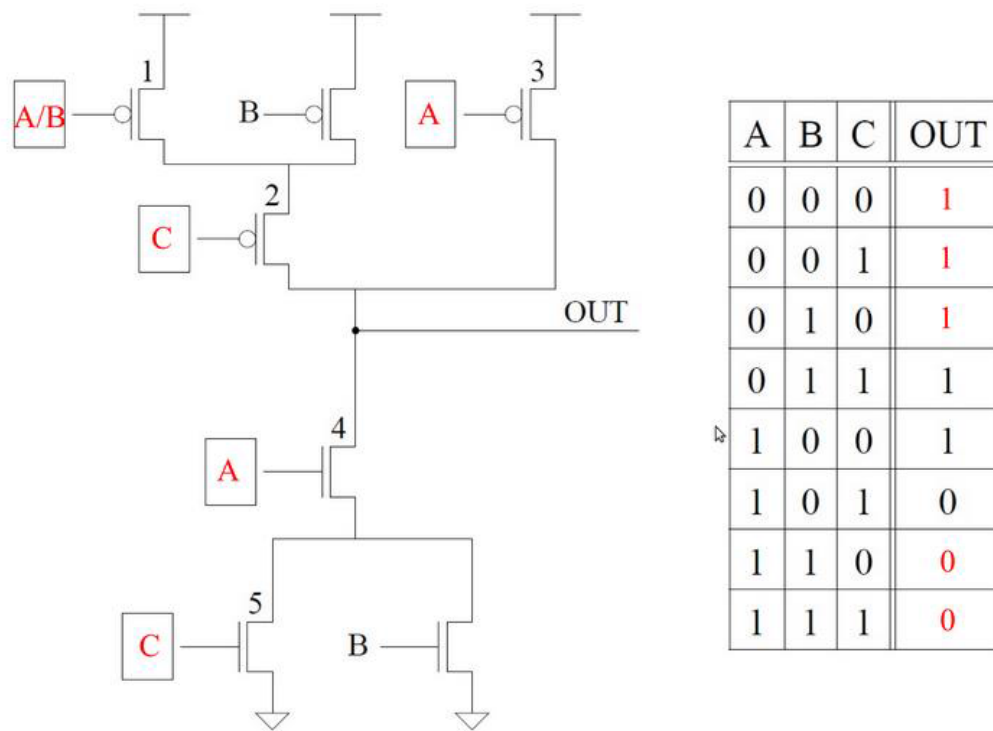 1
3
A/B
B
A
2
C
OUT
4
A
5
C
B
A B C OUT
0 0 0 1
0 0 1 1
0 1 0 1
0 1 1 1
1 0 0 1
1 0 1 0
1 1 0 0
1 1 1 0